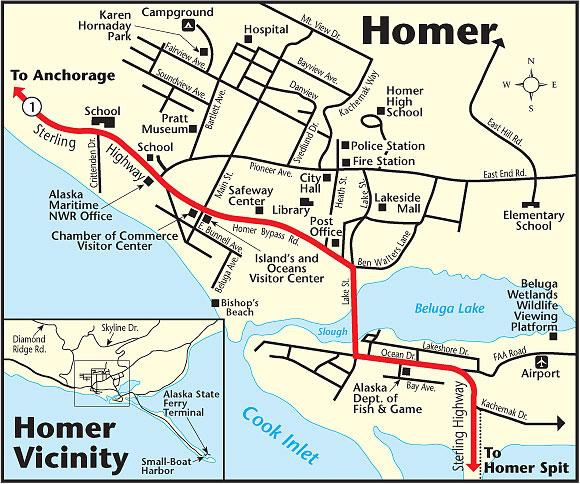 Homer
Karen
Hornaday
Park
Campground
Hospital
Mt. View Dr.
Fairview Ave.
Bayview Ave.
To Anchorage
Soundview Ave.
Danview
Kachemak Way
Homer
High
School
N
W
E
S
1
Sterling
Highway
School
Pratt
Museum
Bartlett Ave.
Svedlund Dr.
Police Station
Fire Station
East Hill Rd.
Crittenden Dr.
School
Pioneer Ave.
East End Rd.
Main St.
City
Hall
Heath St.
Lake St.
Alaska
Maritime
NWR Office
Safeway
Center
Library
Lakeside
Mall
Elementary
School
Chamber of Commerce
Visitor Center
E. Bunnell Ave.
Homer Bypass Rd.
Post
Office
Ben Walters Lane
Beluga Ave.
Island's and
Oceans
Visitor Center
Lake St.
Bishop's
Beach
Beluga Lake
Beluga
Wetlands
Wildlife
Viewing
Platform
Slough
Lakeshore Dr.
Ocean Dr.
FAA Road
Airport
Alaska
Dept. of
Fish & Game
Bay Ave.
Sterling Highway
Kachemak Dr.
Cook Inlet
To
Homer Spit
Skyline Dr.
Diamond
Ridge Rd.
Alaska State
Ferry
Terminal
Homer
Vicinity
Small-Boat
Harbor